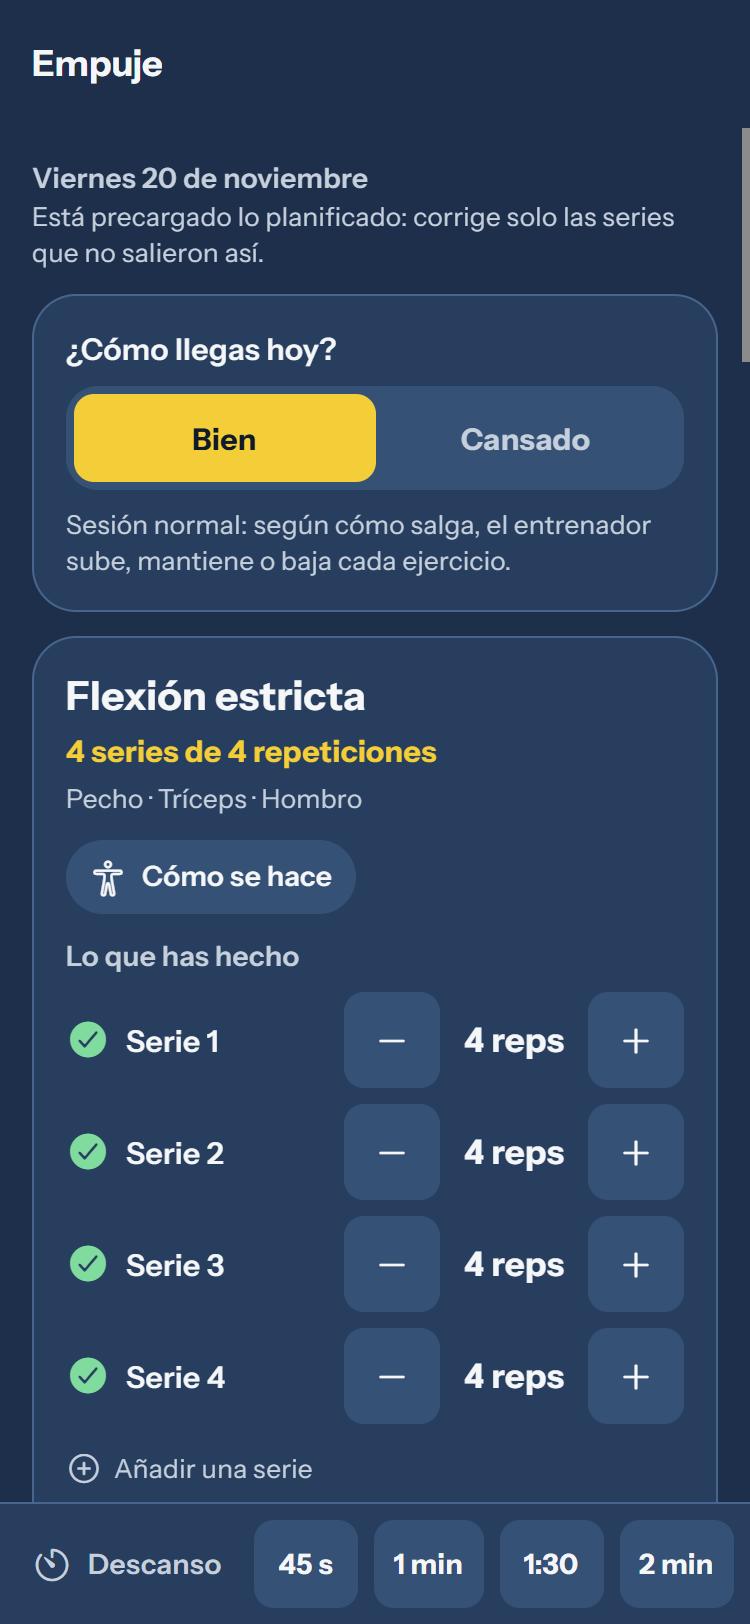 Empuje
Viernes 20 de noviembre
Está precargado lo planificado: corrige solo las series
que no salieron así.
¿Cómo llegas hoy?
Bien
Cansado
Sesión normal: según cómo salga, el entrenador
sube, mantiene o baja cada ejercicio.
Flexión estricta
4 series de 4 repeticiones
Pecho · Tríceps · Hombro
Cómo se hace
Lo que has hecho
Serie 1 — 4 reps +
Serie 2 — 4 reps +
Serie 3 — 4 reps +
Serie 4 — 4 reps +
Añadir una serie
Descanso 45 s 1 min 1:30 2 min